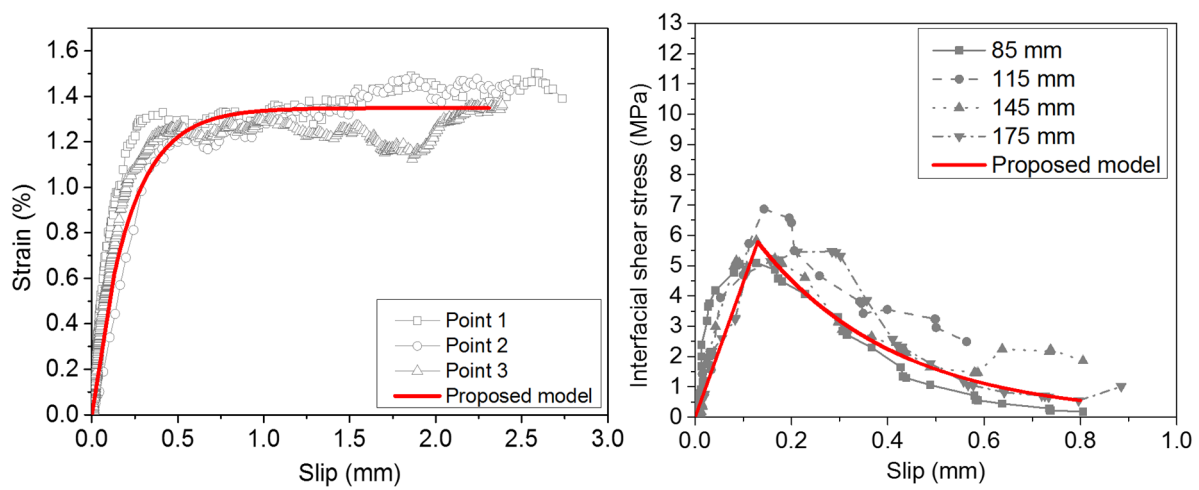 1.6
1.4
1.2
1.0
0.8
0.6
0.4
0.2
0.0
Strain (%)
0.0 0.5 1.0 1.5 2.0 2.5 3.0
Slip (mm)
Point 1
Point 2
Point 3
Proposed model
13
12
11
10
9
8
7
6
5
4
3
2
1
0
Interfacial shear stress (MPa)
0.0 0.2 0.4 0.6 0.8 1.0
Slip (mm)
85 mm
115 mm
145 mm
175 mm
Proposed model